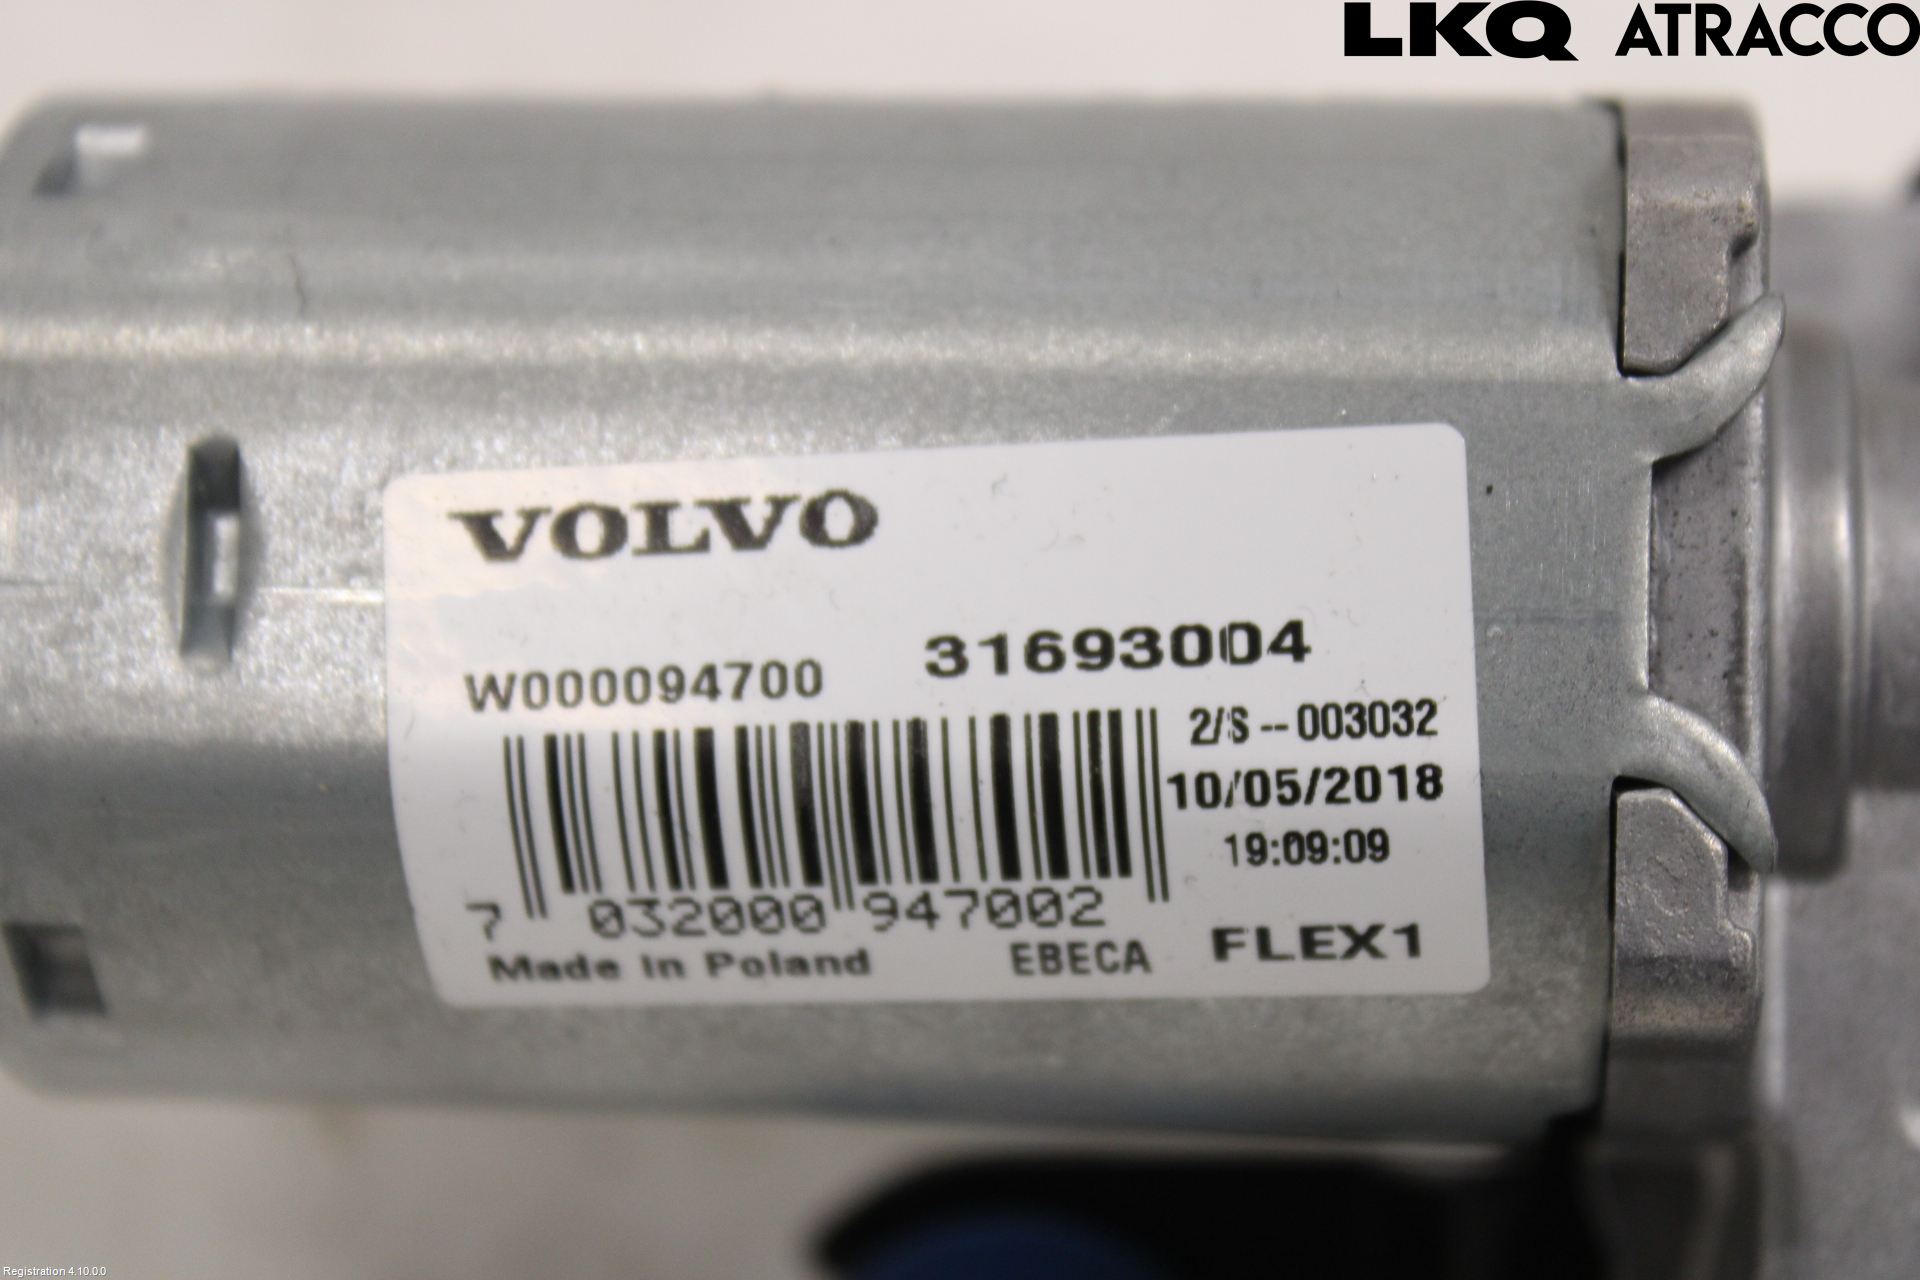 LKQ ATRACCO
VOLVO
W000094700 31693004
2/S--003032
10/05/2018
19:09:09
7 032000 947002
Made in Poland EBECA FLEX1
Registration 4.10.0.0